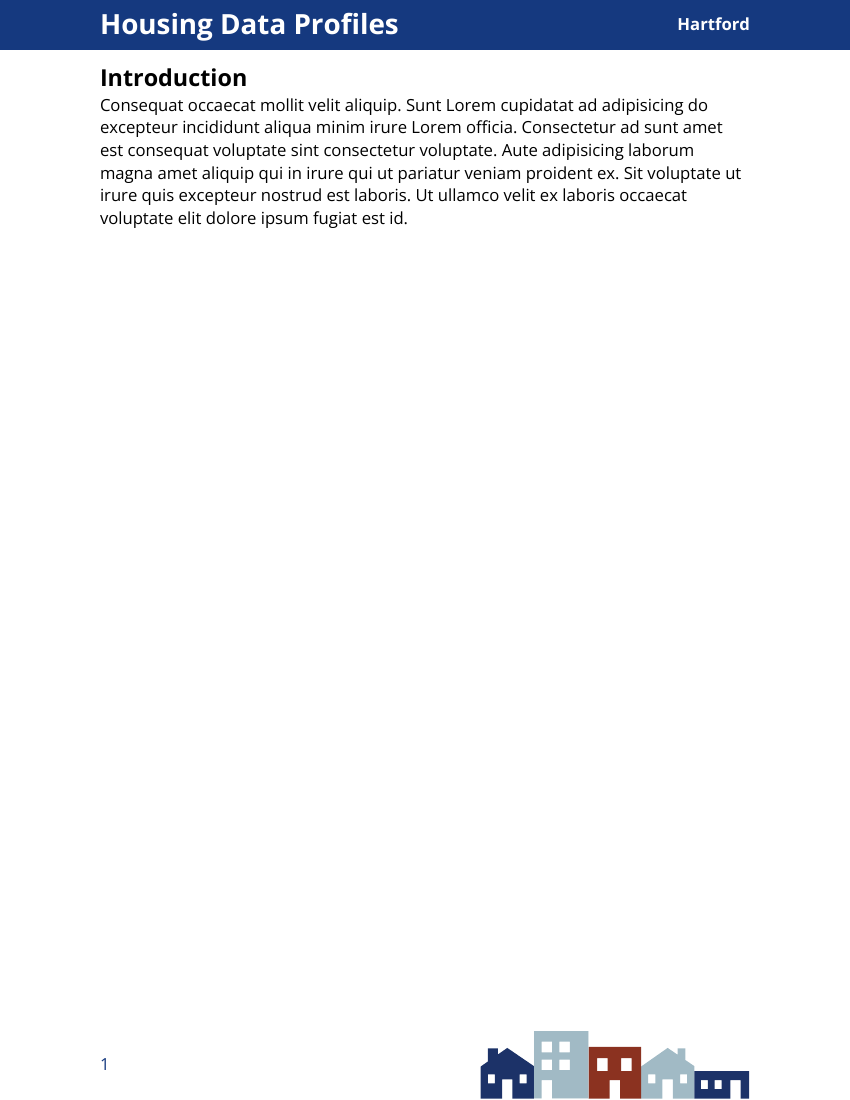 Housing Data Profiles
Hartford
Introduction
Consequat occaecat mollit velit aliquip. Sunt Lorem cupidatat ad adipisicing do
excepteur incididunt aliqua minim irure Lorem officia. Consectetur ad sunt amet
est consequat voluptate sint consectetur voluptate. Aute adipisicing laborum
magna amet aliquip qui in irure qui ut pariatur veniam proident ex. Sit voluptate ut
irure quis excepteur nostrud est laboris. Ut ullamco velit ex laboris occaecat
voluptate elit dolore ipsum fugiat est id.
1